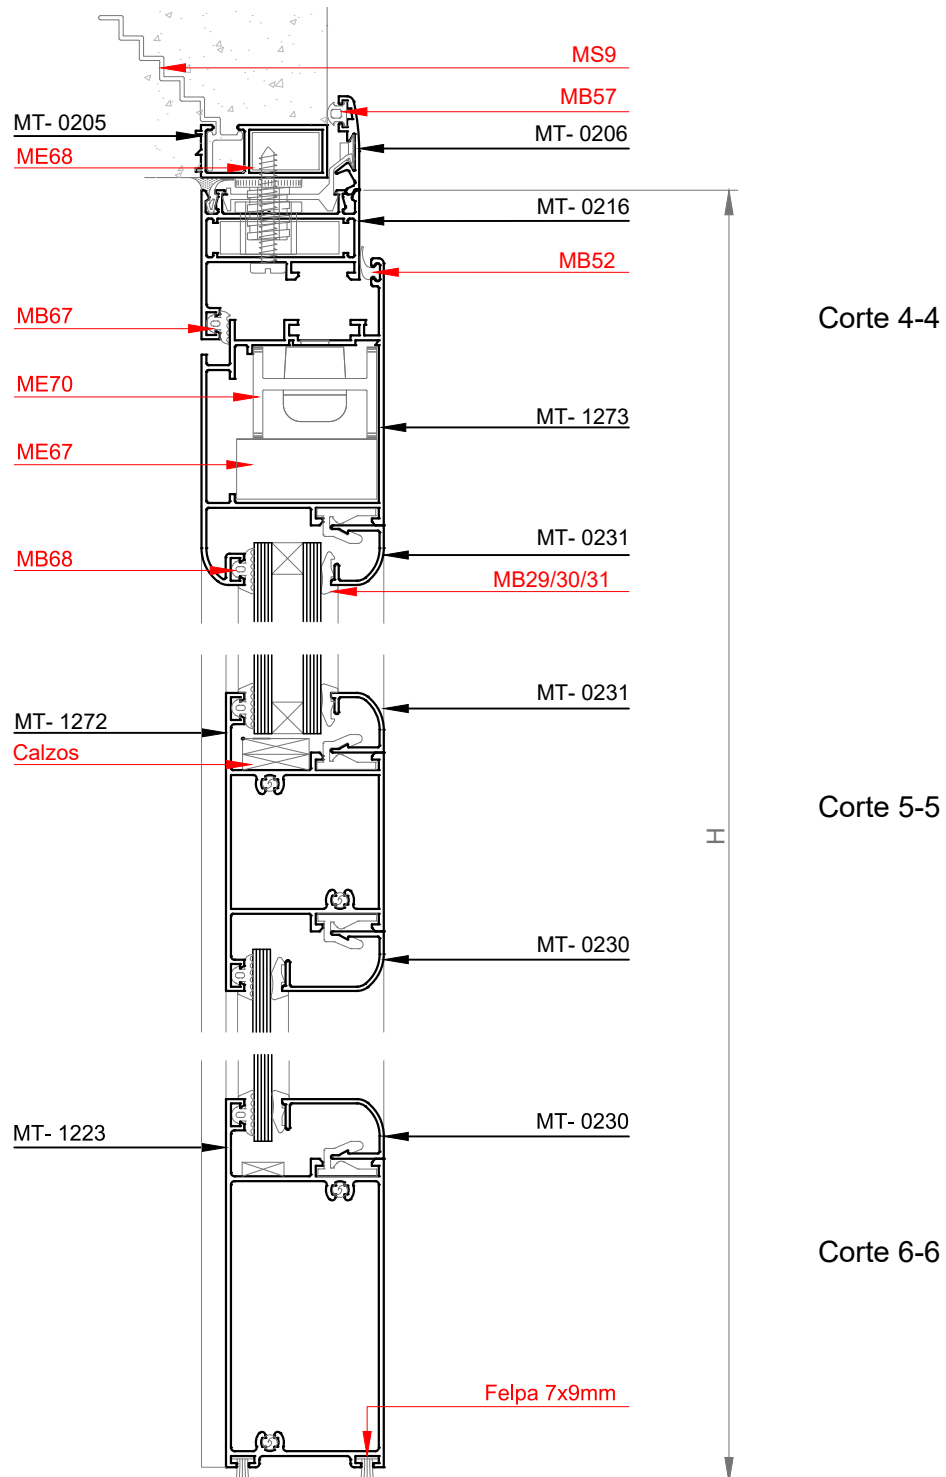 MS9
MB57
MT- 0205
MT- 0206
ME68
MT- 0216
MB52
MB67
Corte 4-4
ME70
MT- 1273
ME67
MT- 0231
MB68
MB29/30/31
MT- 0231
MT- 1272
Calzos
Corte 5-5
H
MT- 0230
MT- 0230
MT- 1223
Corte 6-6
Felpa 7x9mm